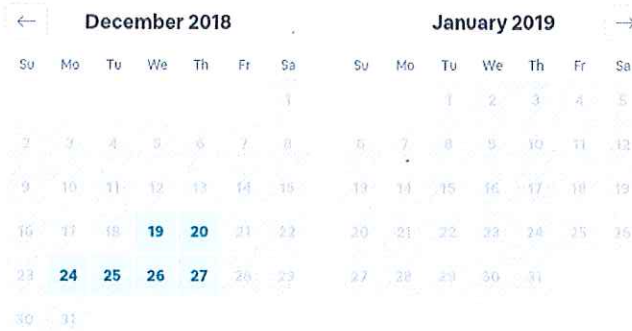 ← December 2018 January 2019 →
Su Mo Tu We Th Fr Sa Su Mo Tu We Th Fr Sa
1 1 2 3 4 5
2 3 4 5 6 7 8 6 7 8 9 10 11 12
9 10 11 12 13 14 15 13 14 15 16 17 18 19
16 17 18 19 20 21 22 20 21 22 23 24 25 26
23 24 25 26 27 28 29 27 28 29 30 31
30 31